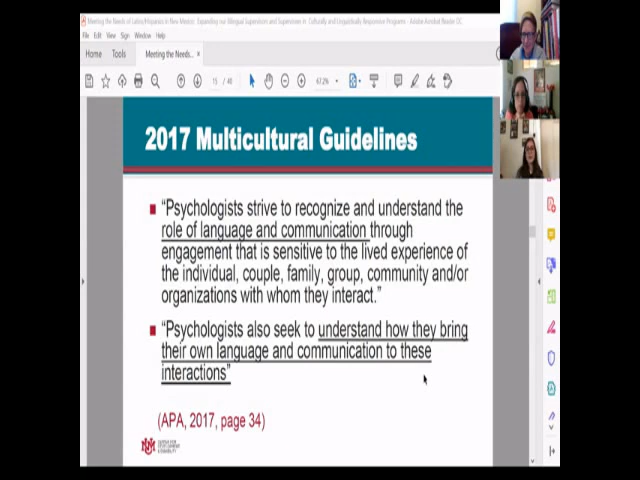 Meeting the Needs of Latino/Hispanics in New Mexico: Expanding our Bilingual Supervision and Supervisors in Culturally and Linguistically Responsive Programs - Adobe Acrobat Reader DC
File Edit View Sign Window Help
Home Tools Meeting the Needs... ×
15 / 40 67.2%
2017 Multicultural Guidelines
"Psychologists strive to recognize and understand the
role of language and communication through
engagement that is sensitive to the lived experience of
the individual, couple, family, group, community and/or
organizations with whom they interact."
"Psychologists also seek to understand how they bring
their own language and communication to these
interactions"
(APA, 2017, page 34)